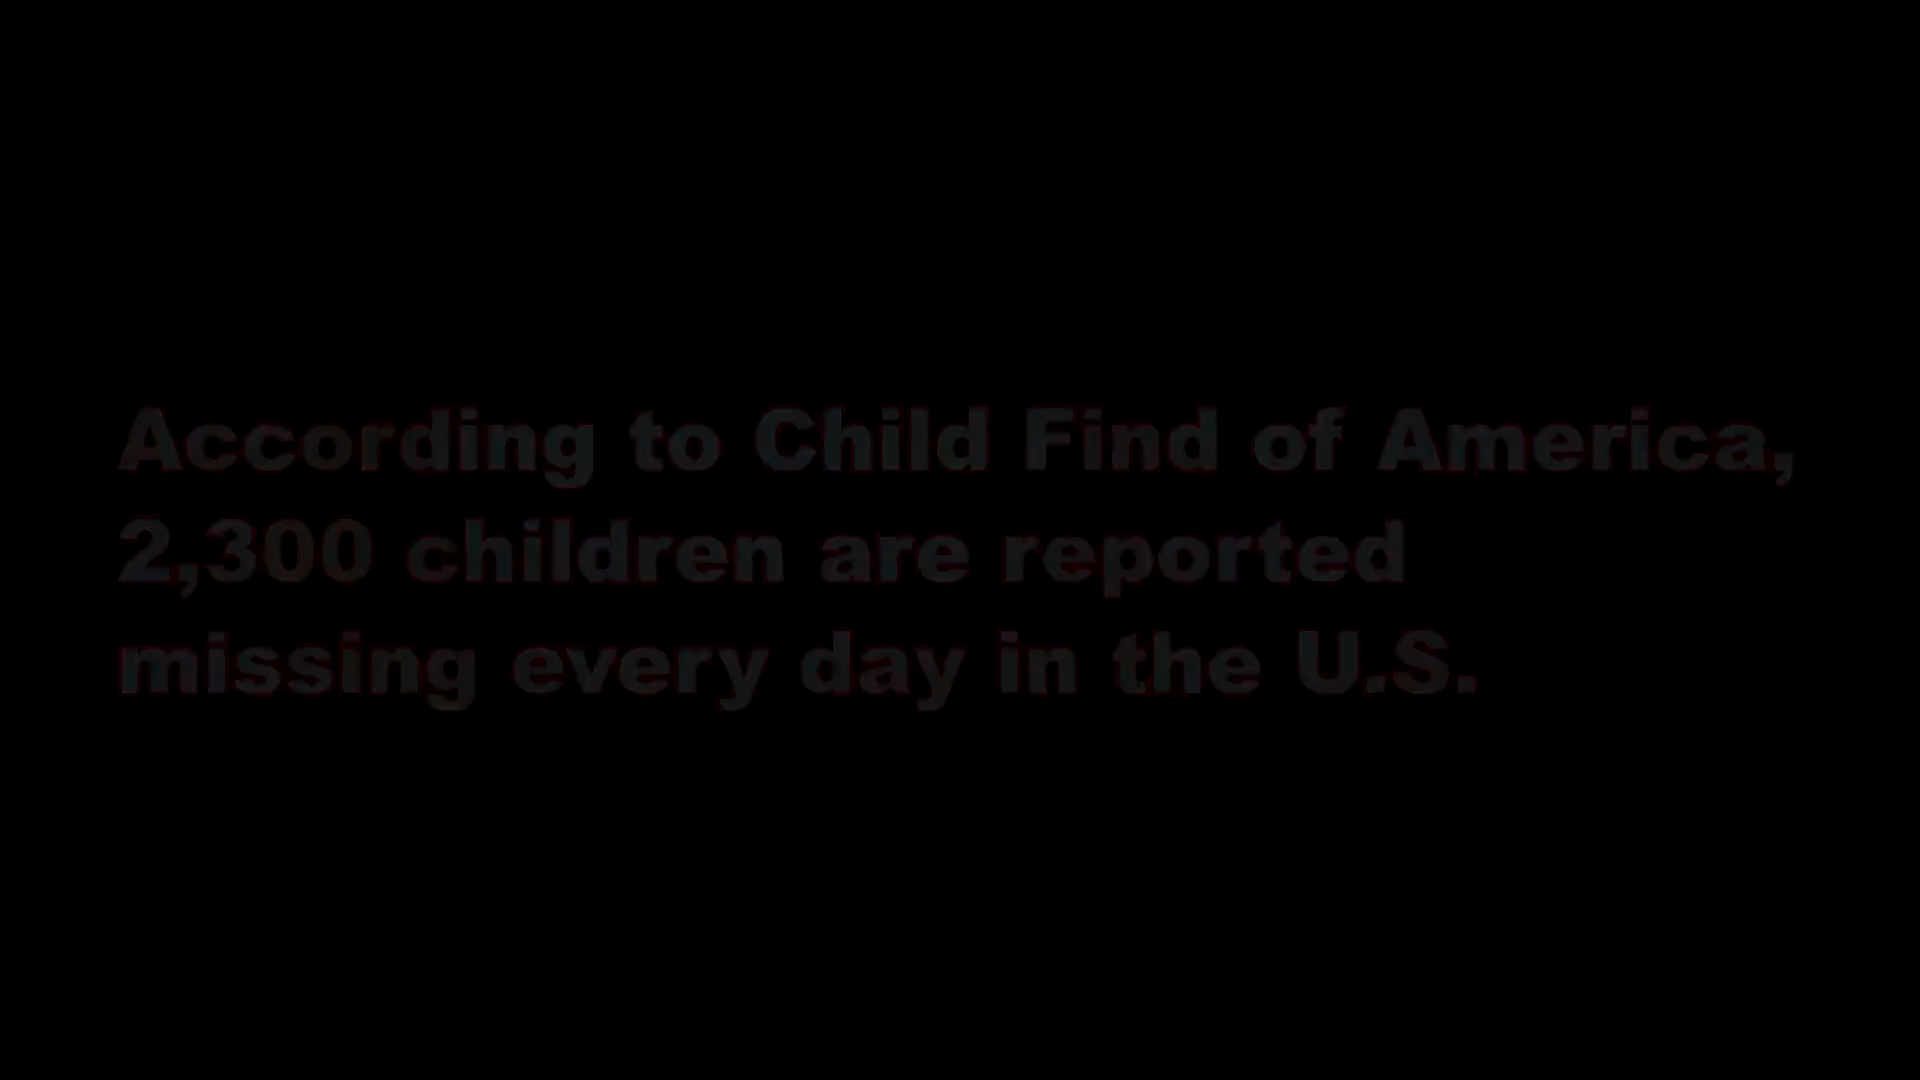 According to Child Find of America,
2,300 children are reported
missing every day in the U.S.